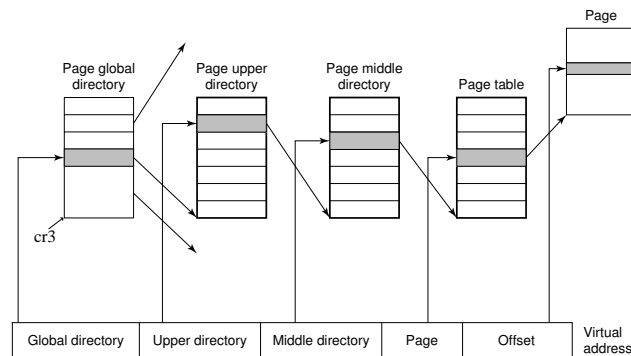 Page
Page global
directory
Page upper
directory
Page middle
directory
Page table
cr3
Global directory
Upper directory
Middle directory
Page
Offset
Virtual
address